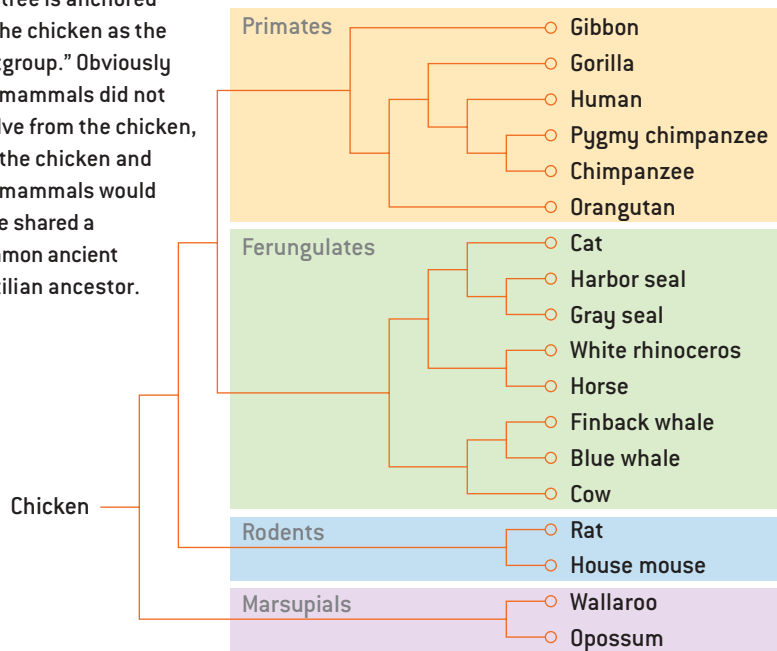 tree is anchored
he chicken as the
group.” Obviously
mammals did not
lve from the chicken,
the chicken and
mammals would
e shared a
mon ancient
tilian ancestor.
Primates
Gibbon
Gorilla
Human
Pygmy chimpanzee
Chimpanzee
Orangutan
Ferungulates
Cat
Harbor seal
Gray seal
White rhinoceros
Horse
Finback whale
Blue whale
Cow
Chicken
Rodents
Rat
House mouse
Marsupials
Wallaroo
Opossum